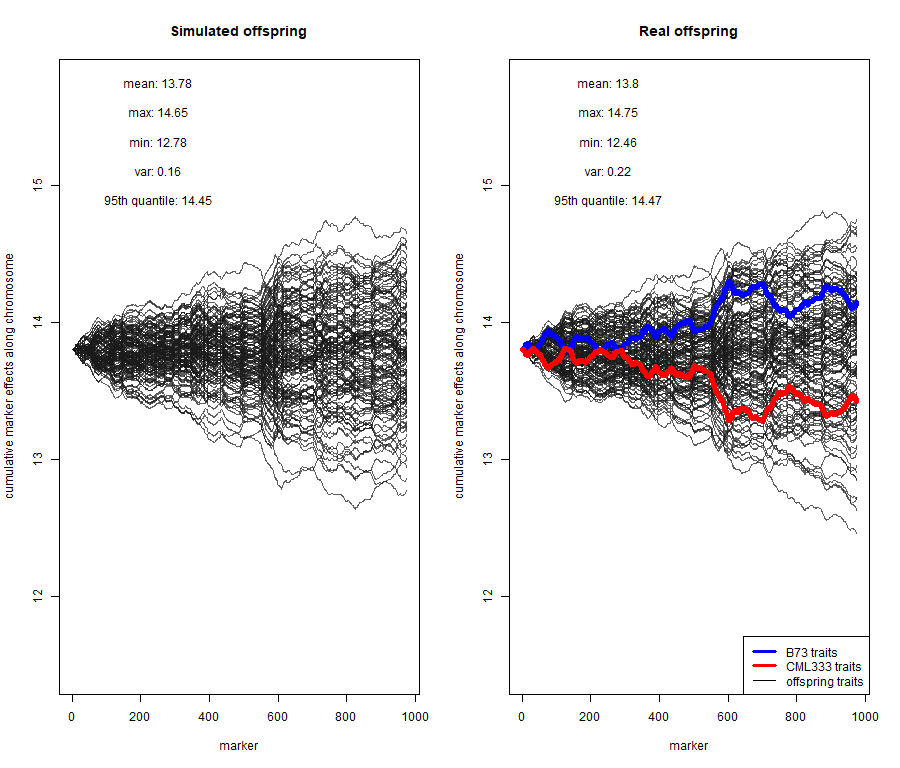 Simulated offspring
mean: 13.78
max: 14.65
min: 12.78
var: 0.16
95th quantile: 14.45
cumulative marker effects along chromosome
15
14
13
12
0 200 400 600 800 1000
marker
Real offspring
mean: 13.8
max: 14.75
min: 12.46
var: 0.22
95th quantile: 14.47
cumulative marker effects along chromosome
15
14
13
12
B73 traits
CML333 traits
offspring traits
0 200 400 600 800 1000
marker